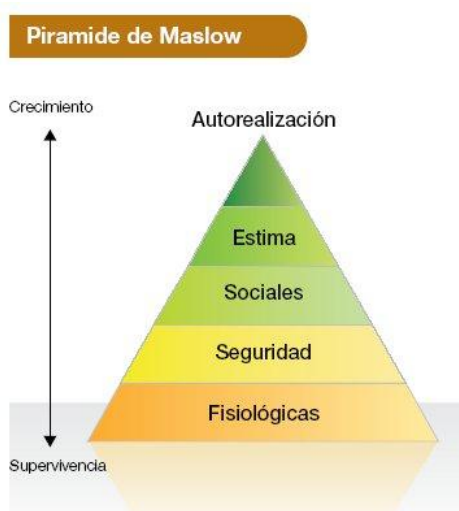 Piramide de Maslow
Crecimiento
Autorealización
Estima
Sociales
Seguridad
Fisiológicas
Supervivencia